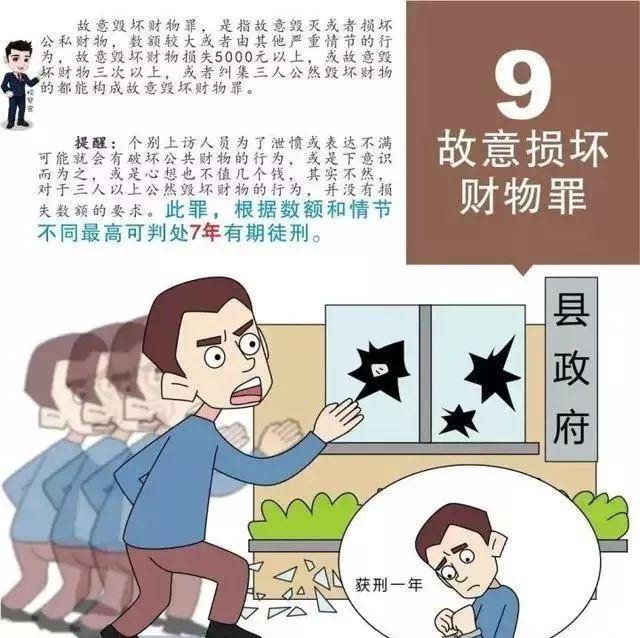 故意毁坏财物罪，是指故意毁灭或者损坏
公私财物，数额较大或者由其他严重情节的行
为，故意毁坏财物损失5000元以上，或故意毁
坏财物三次以上，或者纠集三人公然毁坏财物
的都能构成故意毁坏财物罪。
提醒：个别上访人员为了泄愤或表达不满
可能就会有破坏公共财物的行为，或是下意识
而为之，或是心想也不值几个钱，其实不然，
对于三人以上公然毁坏财物的行为，并没有损
失数额的要求。此罪，根据数额和情节
不同最高可判处7年有期徒刑。
9
故意损坏
财物罪
县政府
获刑一年